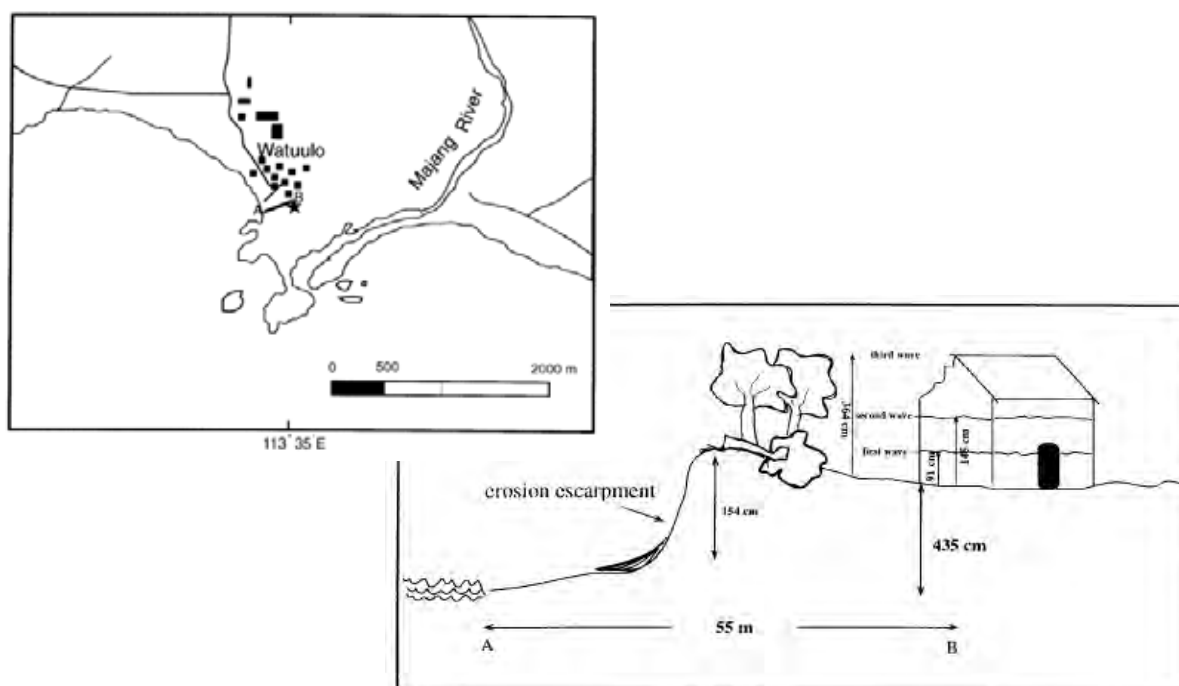 Majang River
Watuulo
A
B
0 500 2000 m
113° 35 E
third wave
364 cm
second wave
148 cm
first wave
91 cm
erosion escarpment
154 cm
435 cm
55 m
A
B